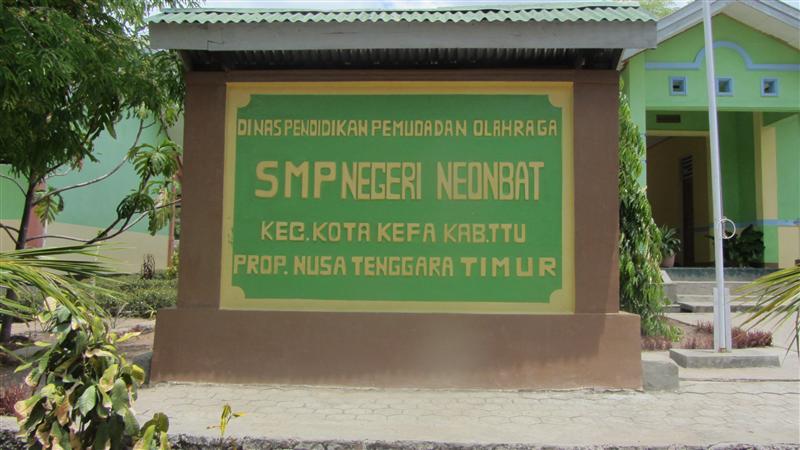 DINAS PENDIDIKAN PEMUDA DAN OLAHRAGA
SMP NEGERI NEONBAT
KEC. KOTA KEFA KAB. TTU
PROP. NUSA TENGGARA TIMUR